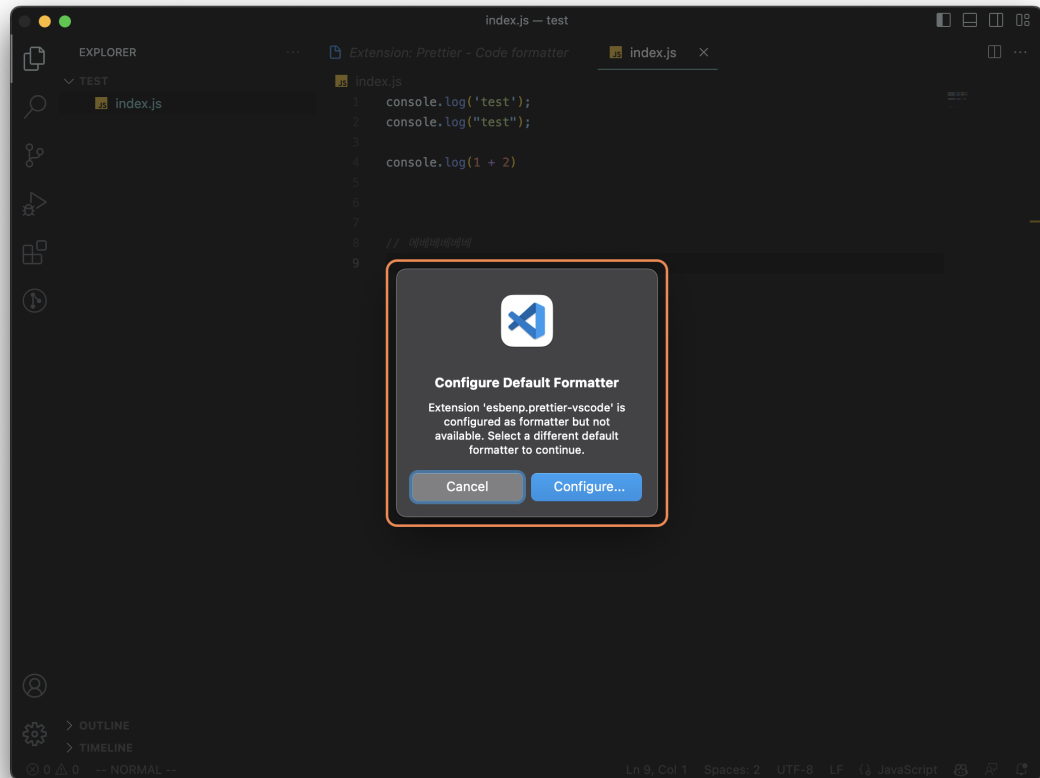 index.js — test
EXPLORER
Extension: Prettier - Code formatter
index.js
TEST
index.js
index.js
1 console.log('test');
2 console.log("test");
3
4 console.log(1 + 2)
5
6
7
8 //
9
Configure Default Formatter
Extension 'esbenp.prettier-vscode' is
configured as formatter but not
available. Select a different default
formatter to continue.
Cancel
Configure...
OUTLINE
TIMELINE
0 0 -- NORMAL --
Ln 9, Col 1 Spaces: 2 UTF-8 LF {} JavaScript